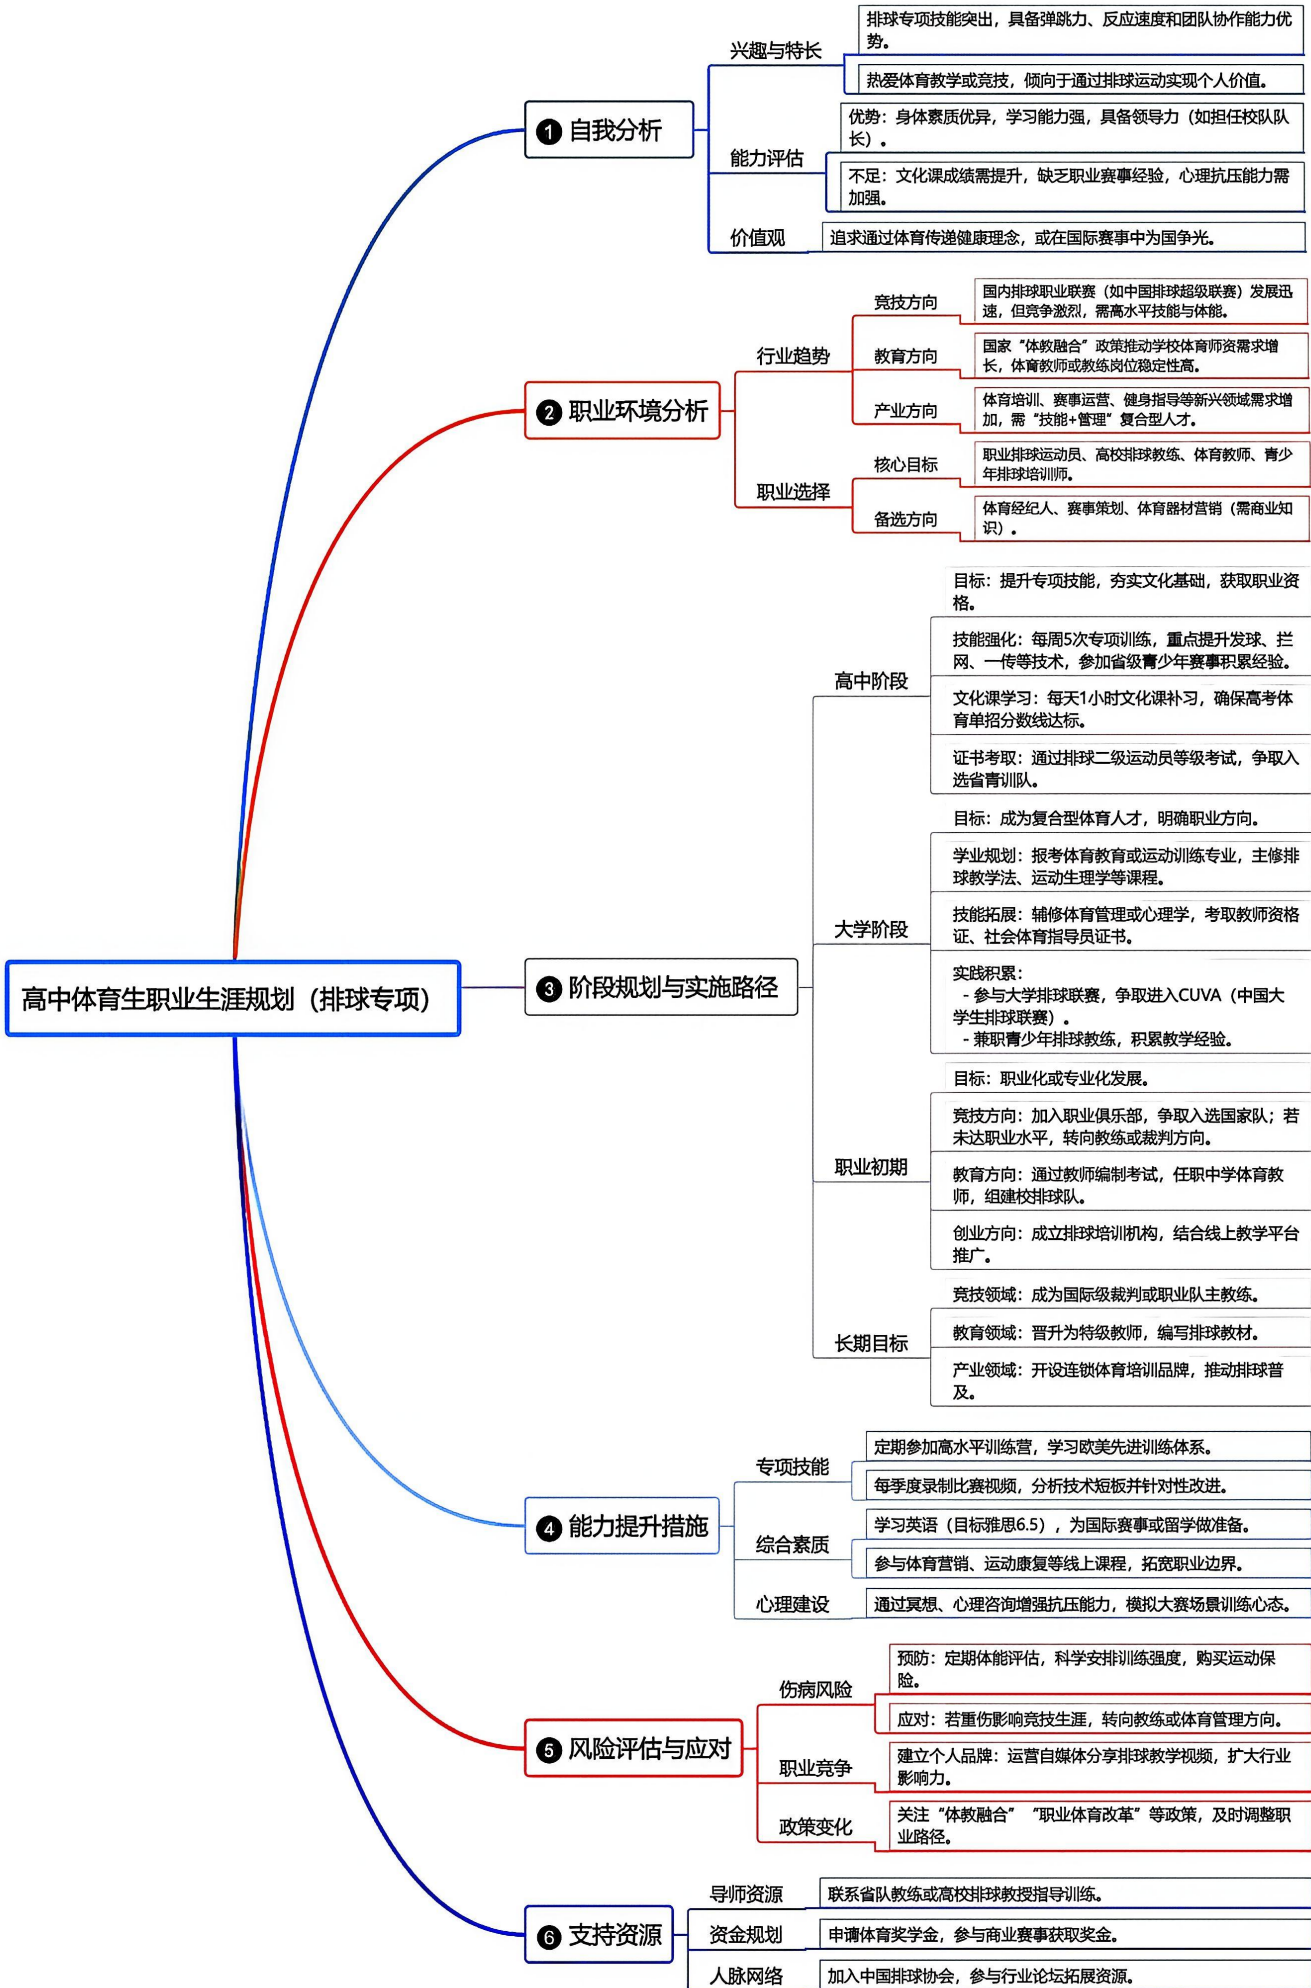 高中体育生职业生涯规划（排球专项）
❶ 自我分析
兴趣与特长
排球专项技能突出，具备弹跳力、反应速度和团队协作能力优
势。
热爱体育教学或竞技，倾向于通过排球运动实现个人价值。
能力评估
优势：身体素质优异，学习能力强，具备领导力（如担任校队队
长）。
不足：文化课成绩需提升，缺乏职业赛事经验，心理抗压能力需
加强。
价值观
追求通过体育传递健康理念，或在国际赛事中为国争光。
❷ 职业环境分析
行业趋势
竞技方向
国内排球职业联赛（如中国排球超级联赛）发展迅
速，但竞争激烈，需高水平技能与体能。
教育方向
国家“体教融合”政策推动学校体育师资需求增
长，体育教师或教练岗位稳定性高。
产业方向
体育培训、赛事运营、健身指导等新兴领域需求增
加，需“技能+管理”复合型人才。
职业选择
核心目标
职业排球运动员、高校排球教练、体育教师、青少
年排球培训师。
备选方向
体育经纪人、赛事策划、体育器材营销（需商业知
识）。
❸ 阶段规划与实施路径
高中阶段
目标：提升专项技能，夯实文化基础，获取职业资
格。
技能强化：每周5次专项训练，重点提升发球、拦
网、一传等技术，参加省级青少年赛事积累经验。
文化课学习：每天1小时文化课补习，确保高考体
育单招分数线达标。
证书考取：通过排球二级运动员等级考试，争取入
选省青训队。
大学阶段
目标：成为复合型体育人才，明确职业方向。
学业规划：报考体育教育或运动训练专业，主修排
球教学法、运动生理学等课程。
技能拓展：辅修体育管理或心理学，考取教师资格
证、社会体育指导员证书。
实践积累：
- 参与大学排球联赛，争取进入CUVA（中国大
学生排球联赛）。
- 兼职青少年排球教练，积累教学经验。
职业初期
目标：职业化或专业化发展。
竞技方向：加入职业俱乐部，争取入选国家队；若
未达职业水平，转向教练或裁判方向。
教育方向：通过教师编制考试，任职中学体育教
师，组建校排球队。
创业方向：成立排球培训机构，结合线上教学平台
推广。
长期目标
竞技领域：成为国际级裁判或职业队主教练。
教育领域：晋升为特级教师，编写排球教材。
产业领域：开设连锁体育培训品牌，推动排球普
及。
❹ 能力提升措施
专项技能
定期参加高水平训练营，学习欧美先进训练体系。
每季度录制比赛视频，分析技术短板并针对性改进。
综合素质
学习英语（目标雅思6.5），为国际赛事或留学做准备。
参与体育营销、运动康复等线上课程，拓宽职业边界。
心理建设
通过冥想、心理咨询增强抗压能力，模拟大赛场景训练心态。
❺ 风险评估与应对
伤病风险
预防：定期体能评估，科学安排训练强度，购买运动保
险。
应对：若重伤影响竞技生涯，转向教练或体育管理方向。
职业竞争
建立个人品牌：运营自媒体分享排球教学视频，扩大行业
影响力。
政策变化
关注“体教融合”“职业体育改革”等政策，及时调整职
业路径。
❻ 支持资源
导师资源
联系省队教练或高校排球教授指导训练。
资金规划
申请体育奖学金，参与商业赛事获取奖金。
人脉网络
加入中国排球协会，参与行业论坛拓展资源。